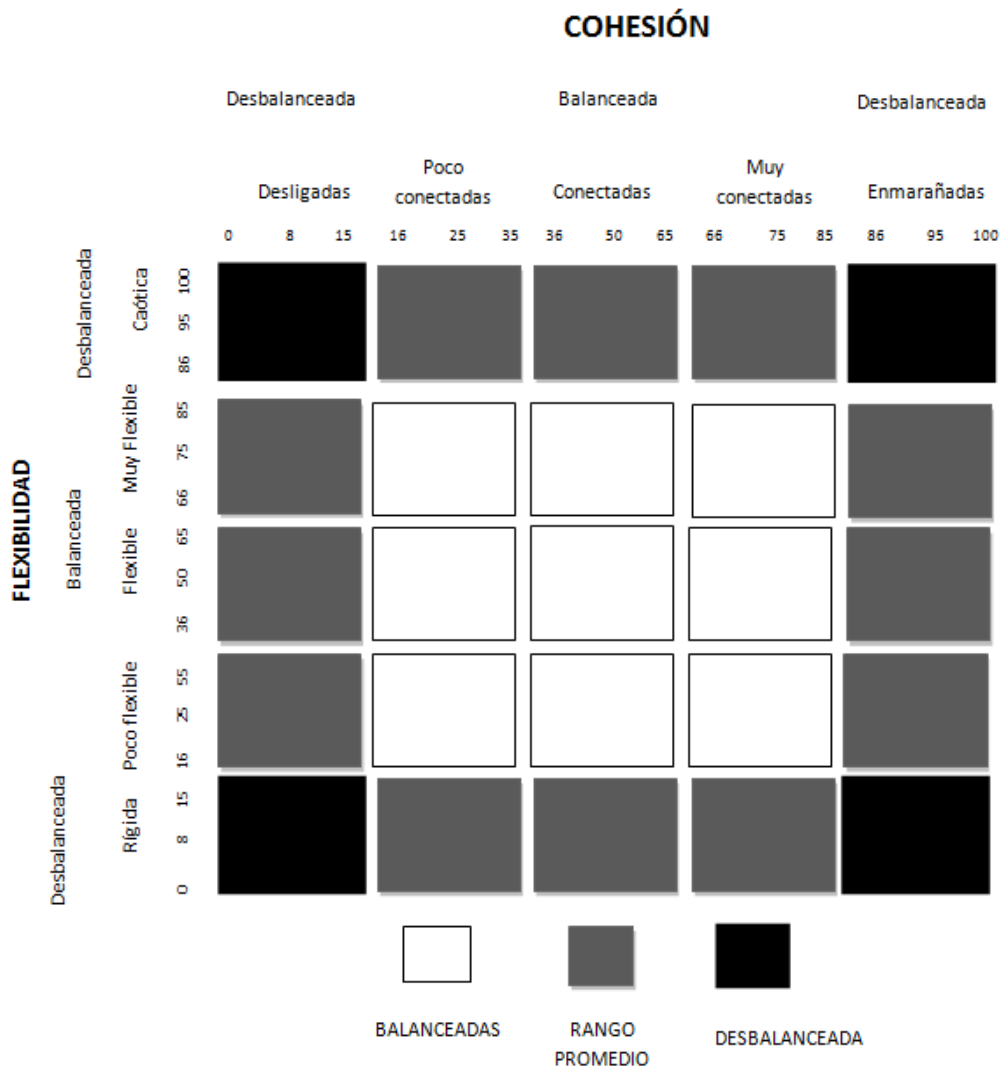 COHESIÓN
Desbalanceada Balanceada Desbalanceada
Desligadas Poco conectadas Conectadas Muy conectadas Enmarañadas
0 8 15 16 25 35 36 50 65 66 75 85 86 95 100
FLEXIBILIDAD
Desbalanceada
Caótica
100 95 86
Balanceada
Muy Flexible
85 75 66
Flexible
65 50 36
Poco flexible
55 25 16
Desbalanceada
Rígida
15 8 0
BALANCEADAS
RANGO
PROMEDIO
DESBALANCEADA